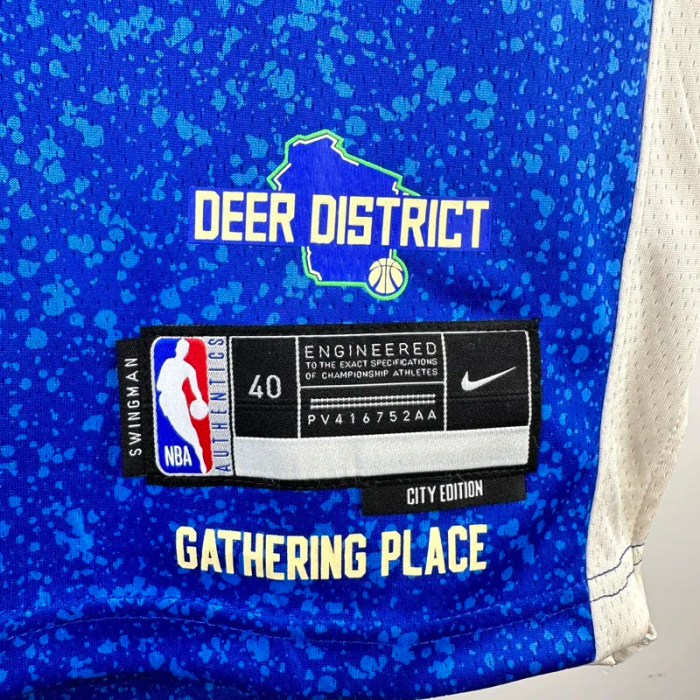 DEER DISTRICT
SWINGMAN
NBA
AUTHENTICS
40
ENGINEERED
TO THE EXACT SPECIFICATIONS
OF CHAMPIONSHIP ATHLETES
PV416752AA
CITY EDITION
GATHERING PLACE